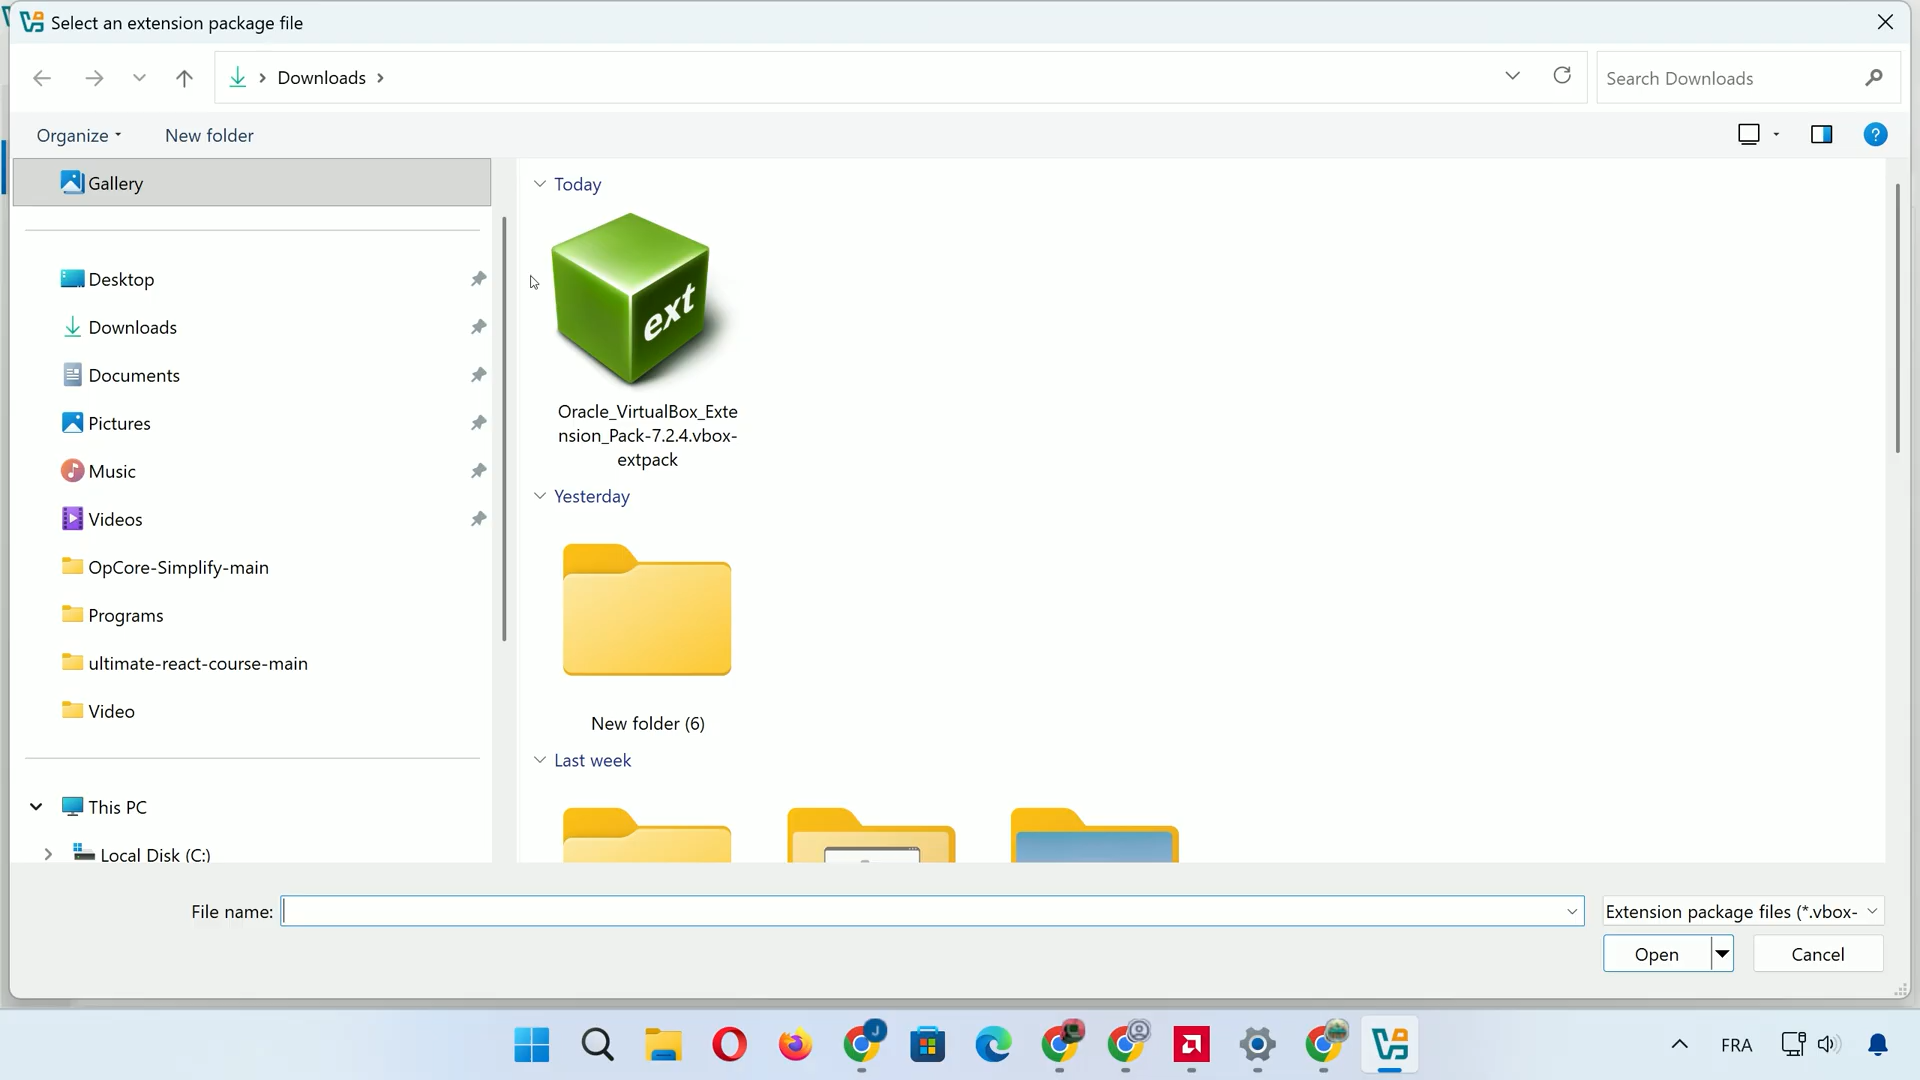 Select an extension package file
Downloads
Search Downloads
Organize
New folder
?
Gallery
Desktop
Downloads
Documents
Pictures
Music
Videos
OpCore-Simplify-main
Programs
ultimate-react-course-main
Video
This PC
Local Disk (C:)
Today
ext
Oracle_VirtualBox_Exte
nsion_Pack-7.2.4.vbox-
extpack
Yesterday
New folder (6)
Last week
File name:
Extension package files (*.vbox-
Open
Cancel
J
FRA